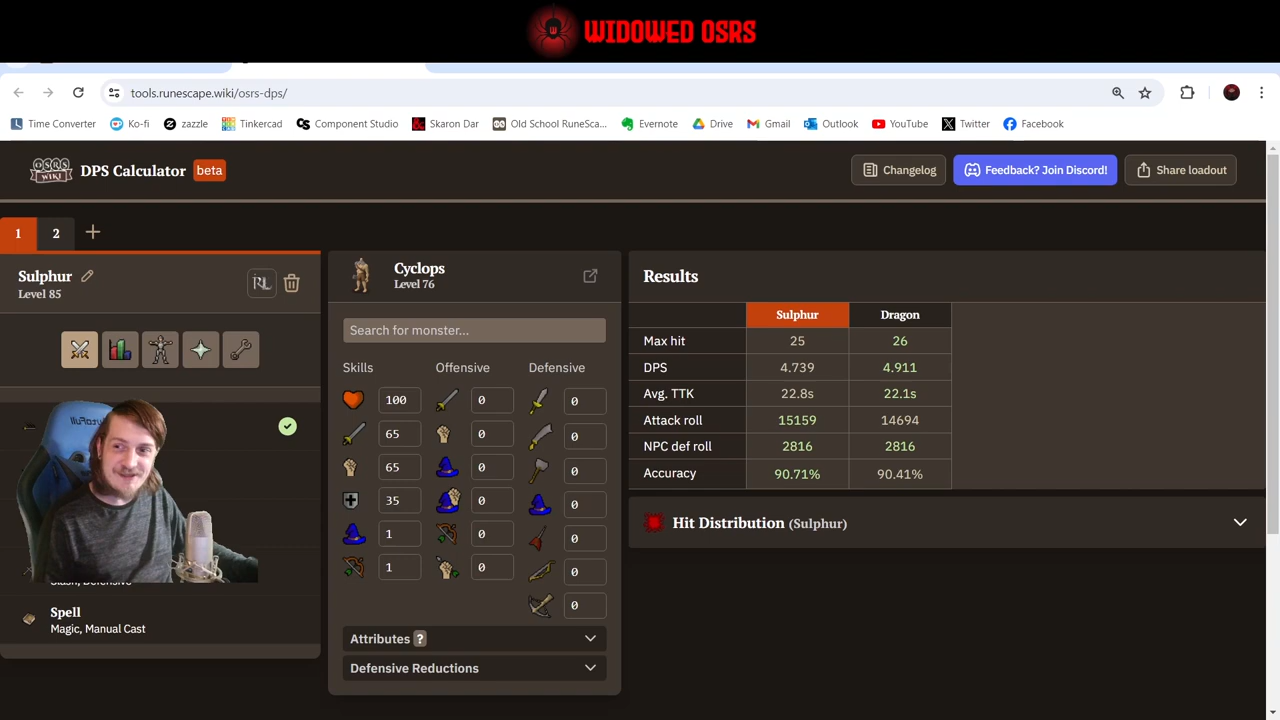 WIDOWED OSRS
tools.runescape.wiki/osrs-dps/
Time Converter
Ko-fi
zazzle
Tinkercad
Component Studio
Skaron Dar
Old School RuneSca...
Evernote
Drive
Gmail
Outlook
YouTube
Twitter
Facebook
OSRS WIKI
DPS Calculator beta
Changelog
Feedback? Join Discord!
Share loadout
1 2 +
Sulphur
Level 85
RL
Spell
Magic, Manual Cast
Cyclops
Level 76
Search for monster...
Skills Offensive Defensive
100 0 0
65 0 0
65 0 0
35 0 0
1 0 0
1 0 0
0
Attributes ?
Defensive Reductions
Results
Sulphur Dragon
Max hit 25 26
DPS 4.739 4.911
Avg. TTK 22.8s 22.1s
Attack roll 15159 14694
NPC def roll 2816 2816
Accuracy 90.71% 90.41%
Hit Distribution (Sulphur)